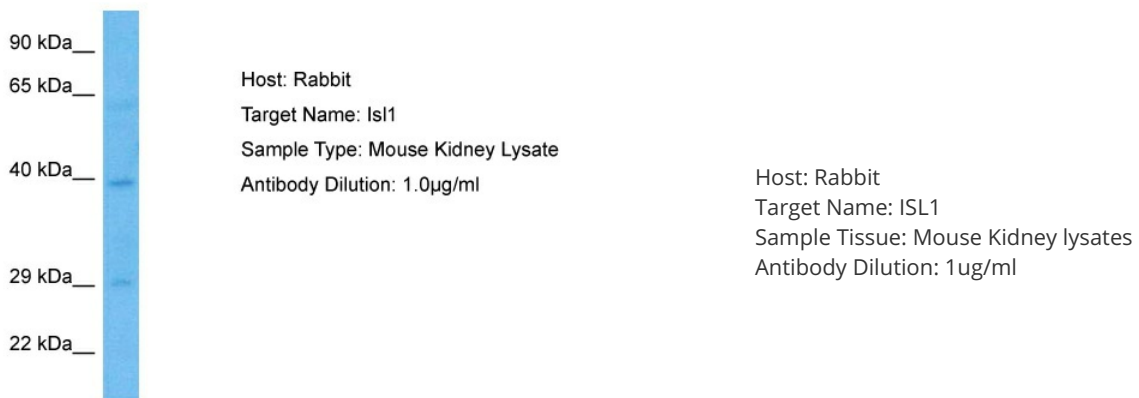 90 kDa__
65 kDa__
40 kDa__
29 kDa__
22 kDa__
Host: Rabbit
Target Name: Isl1
Sample Type: Mouse Kidney Lysate
Antibody Dilution: 1.0µg/ml
Host: Rabbit
Target Name: ISL1
Sample Tissue: Mouse Kidney lysates
Antibody Dilution: 1ug/ml